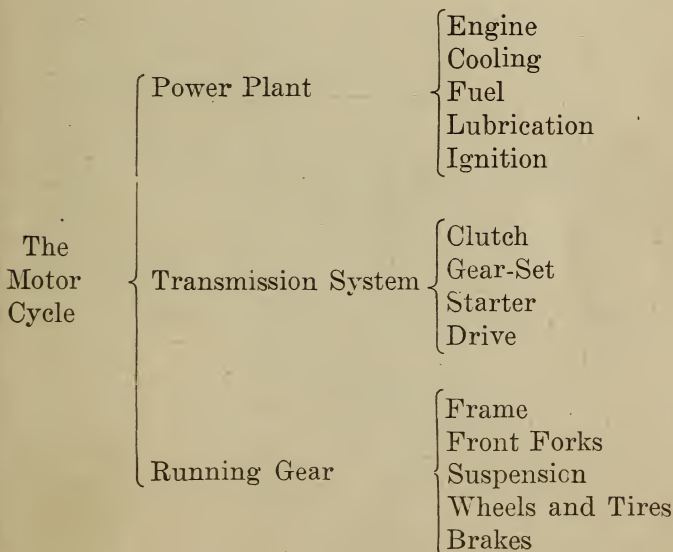 The
Motor
Cycle
Power Plant
Engine
Cooling
Fuel
Lubrication
Ignition
Transmission System
Clutch
Gear-Set
Starter
Drive
Running Gear
Frame
Front Forks
Suspension
Wheels and Tires
Brakes